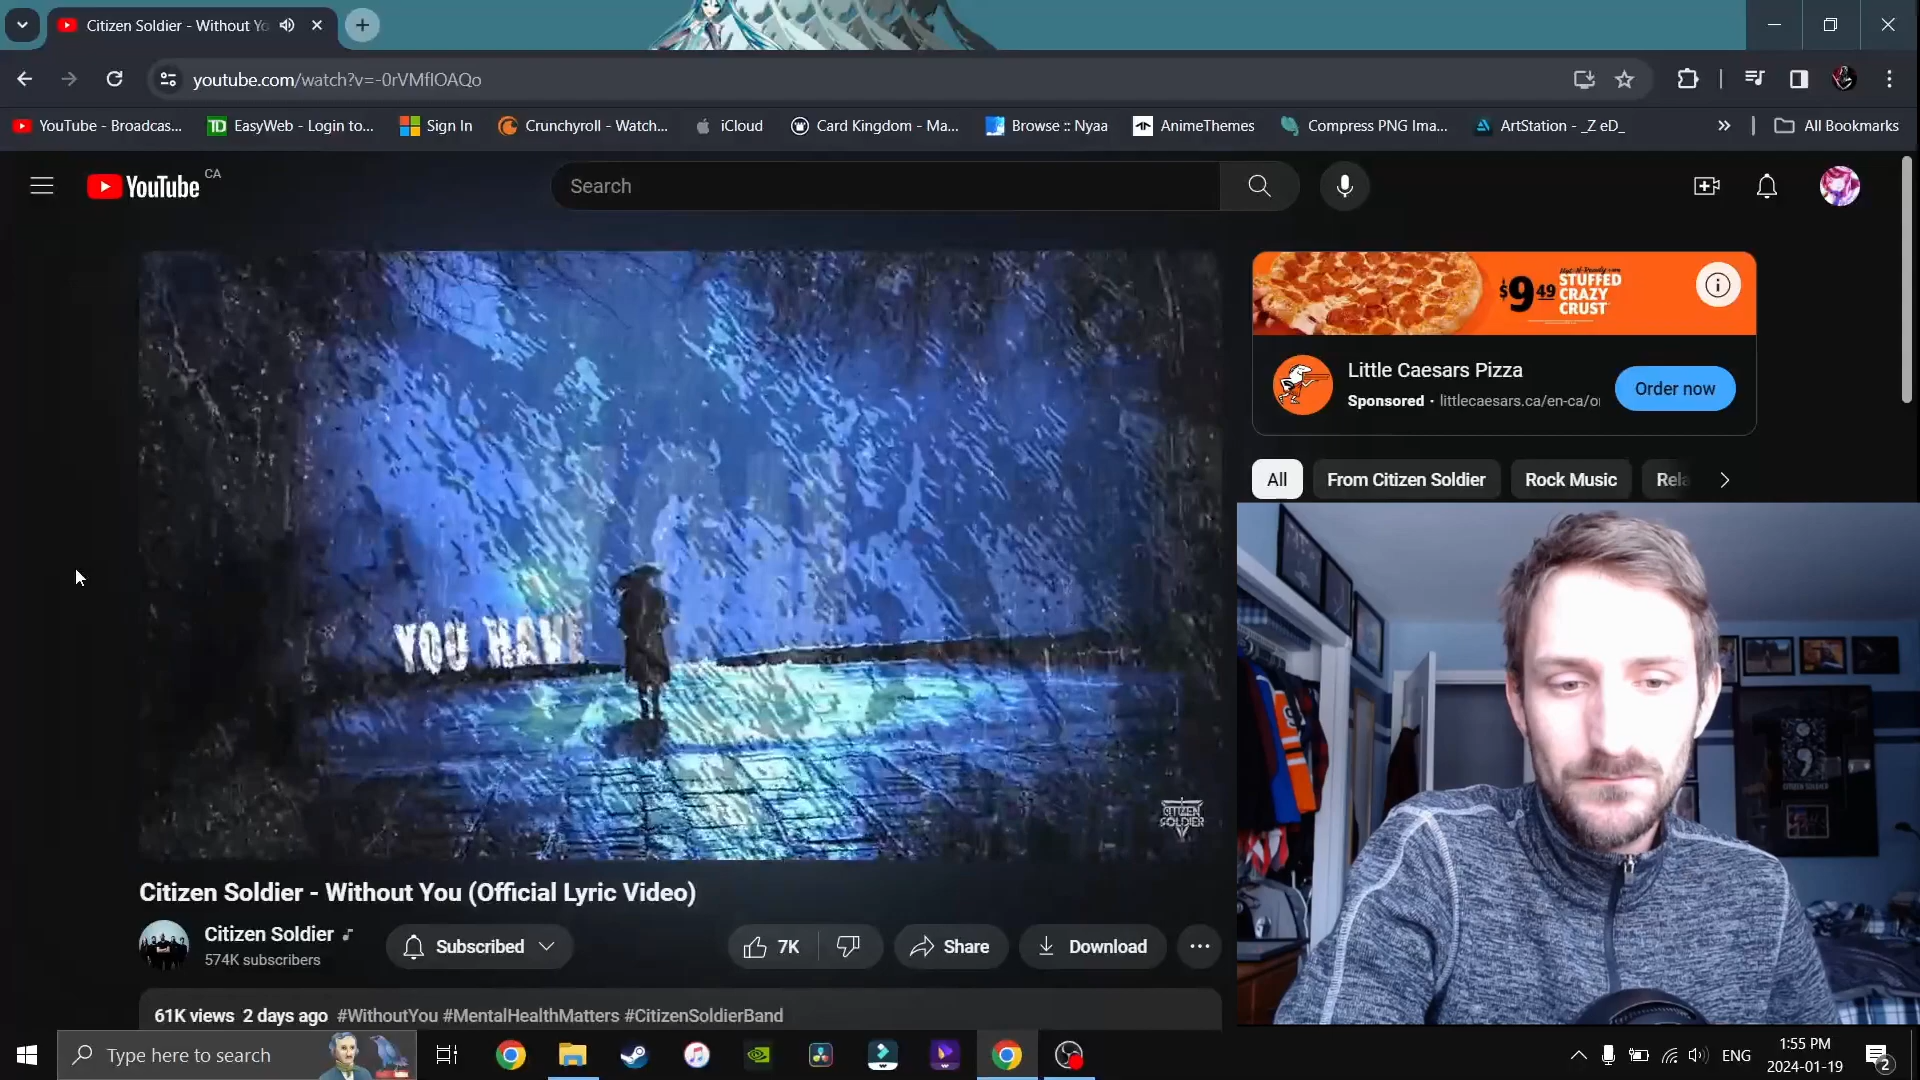 Citizen Soldier - Without Yo
youtube.com/watch?v=-0rVMfIOAQo
YouTube - Broadcas...
EasyWeb - Login to...
Sign In
Crunchyroll - Watch...
iCloud
Card Kingdom - Ma...
Browse :: Nyaa
AnimeThemes
Compress PNG Ima...
ArtStation - _Z eD_
All Bookmarks
YouTube CA
Search
$9.49 Hot-N-Ready
STUFFED
CRAZY
CRUST
Little Caesars Pizza
Order now
Sponsored · littlecaesars.ca/en-ca/o
All
From Citizen Soldier
Rock Music
Rela
YOU HAVE
CITIZEN
SOLDIER
Citizen Soldier - Without You (Official Lyric Video)
Citizen Soldier
574K subscribers
Subscribed
7K
Share
Download
61K views 2 days ago #WithoutYou #MentalHealthMatters #CitizenSoldierBand
Type here to search
ENG
1:55 PM
2024-01-19
2